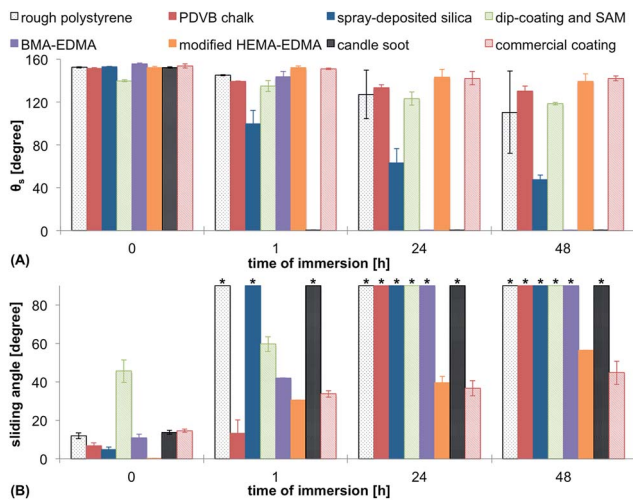 rough polystyrene PDVB chalk spray-deposited silica dip-coating and SAM
BMA-EDMA modified HEMA-EDMA candle soot commercial coating
160
120
80
40
0
θs [degree]
0 1 24 48
(A) time of immersion [h]
* * * * * * * * * * * * * * *
80
60
40
20
0
sliding angle [degree]
0 1 24 48
(B) time of immersion [h]